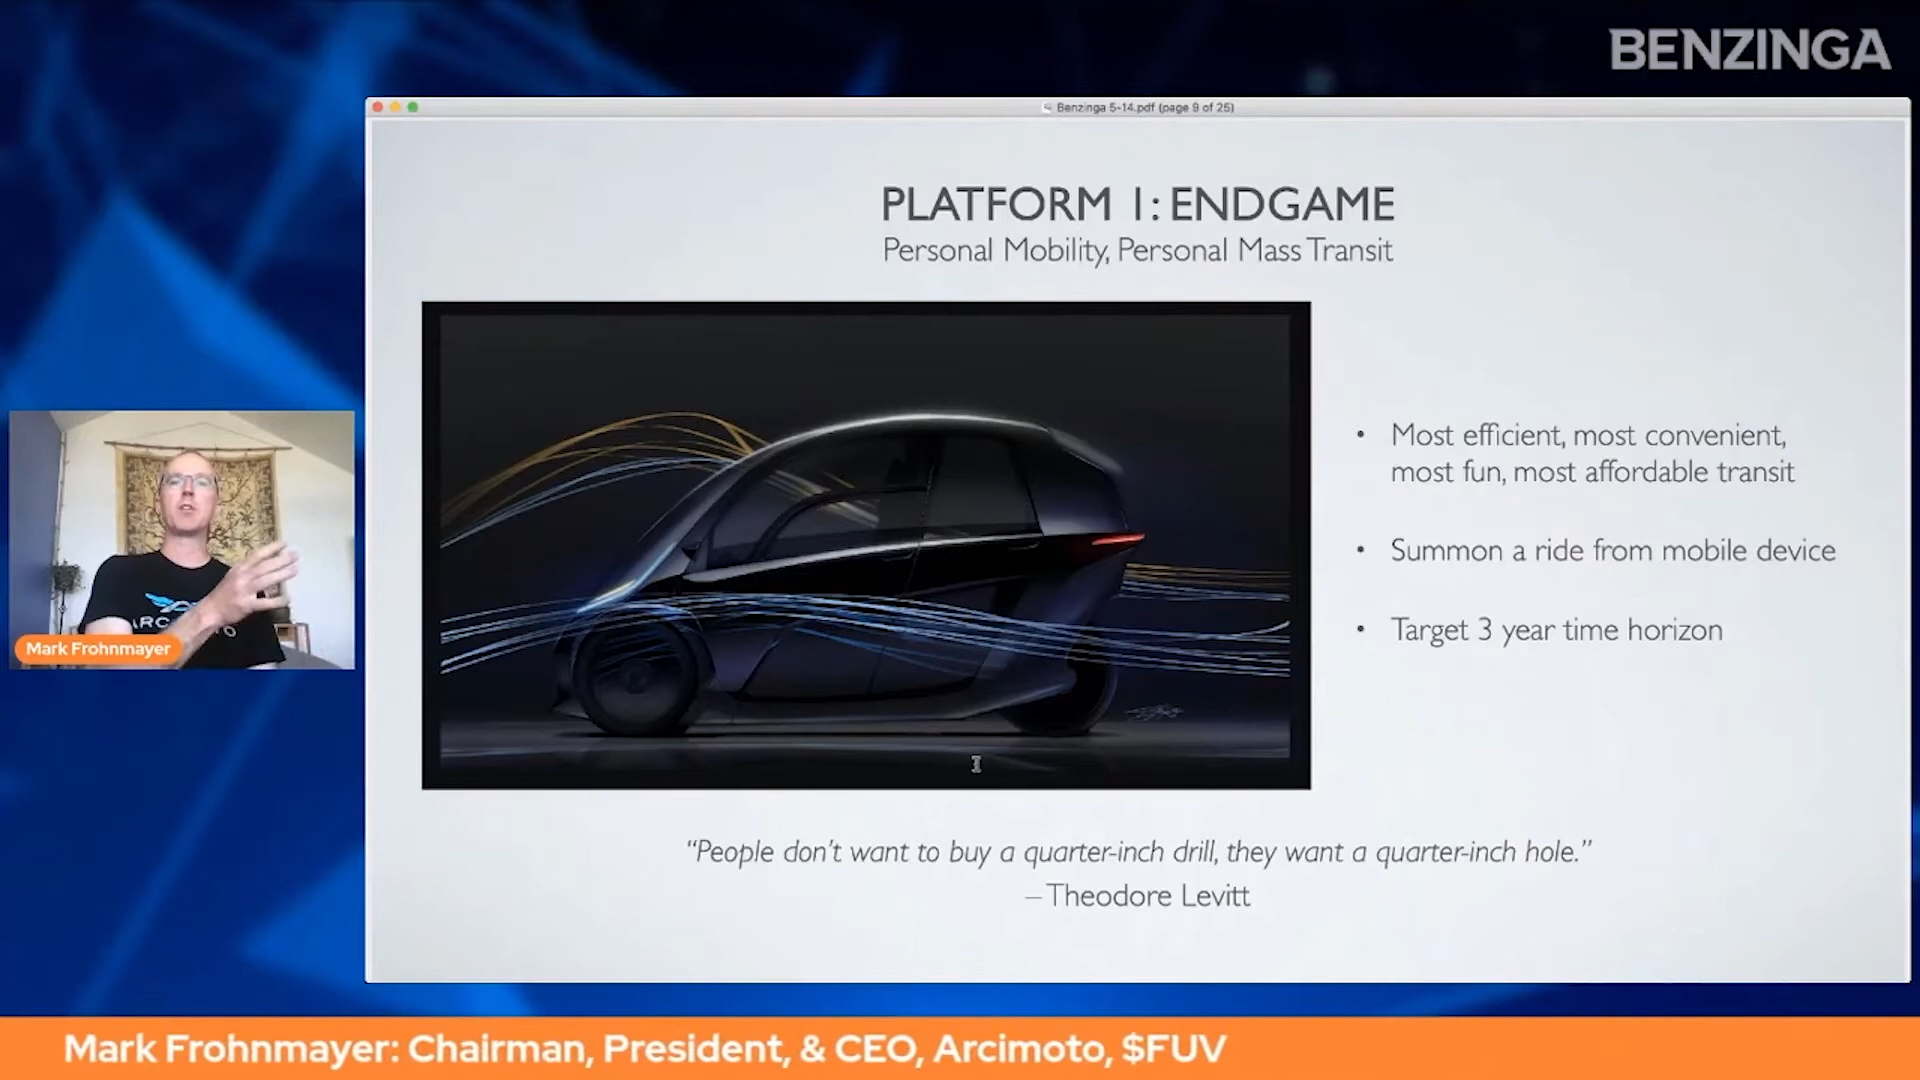 BENZINGA
Benzinga 5-14.pdf (page 9 of 25)
PLATFORM 1: ENDGAME
Personal Mobility, Personal Mass Transit
• Most efficient, most convenient,
most fun, most affordable transit
• Summon a ride from mobile device
• Target 3 year time horizon
“People don’t want to buy a quarter-inch drill, they want a quarter-inch hole.”
– Theodore Levitt
Mark Frohnmayer
Mark Frohnmayer: Chairman, President, & CEO, Arcimoto, $FUV